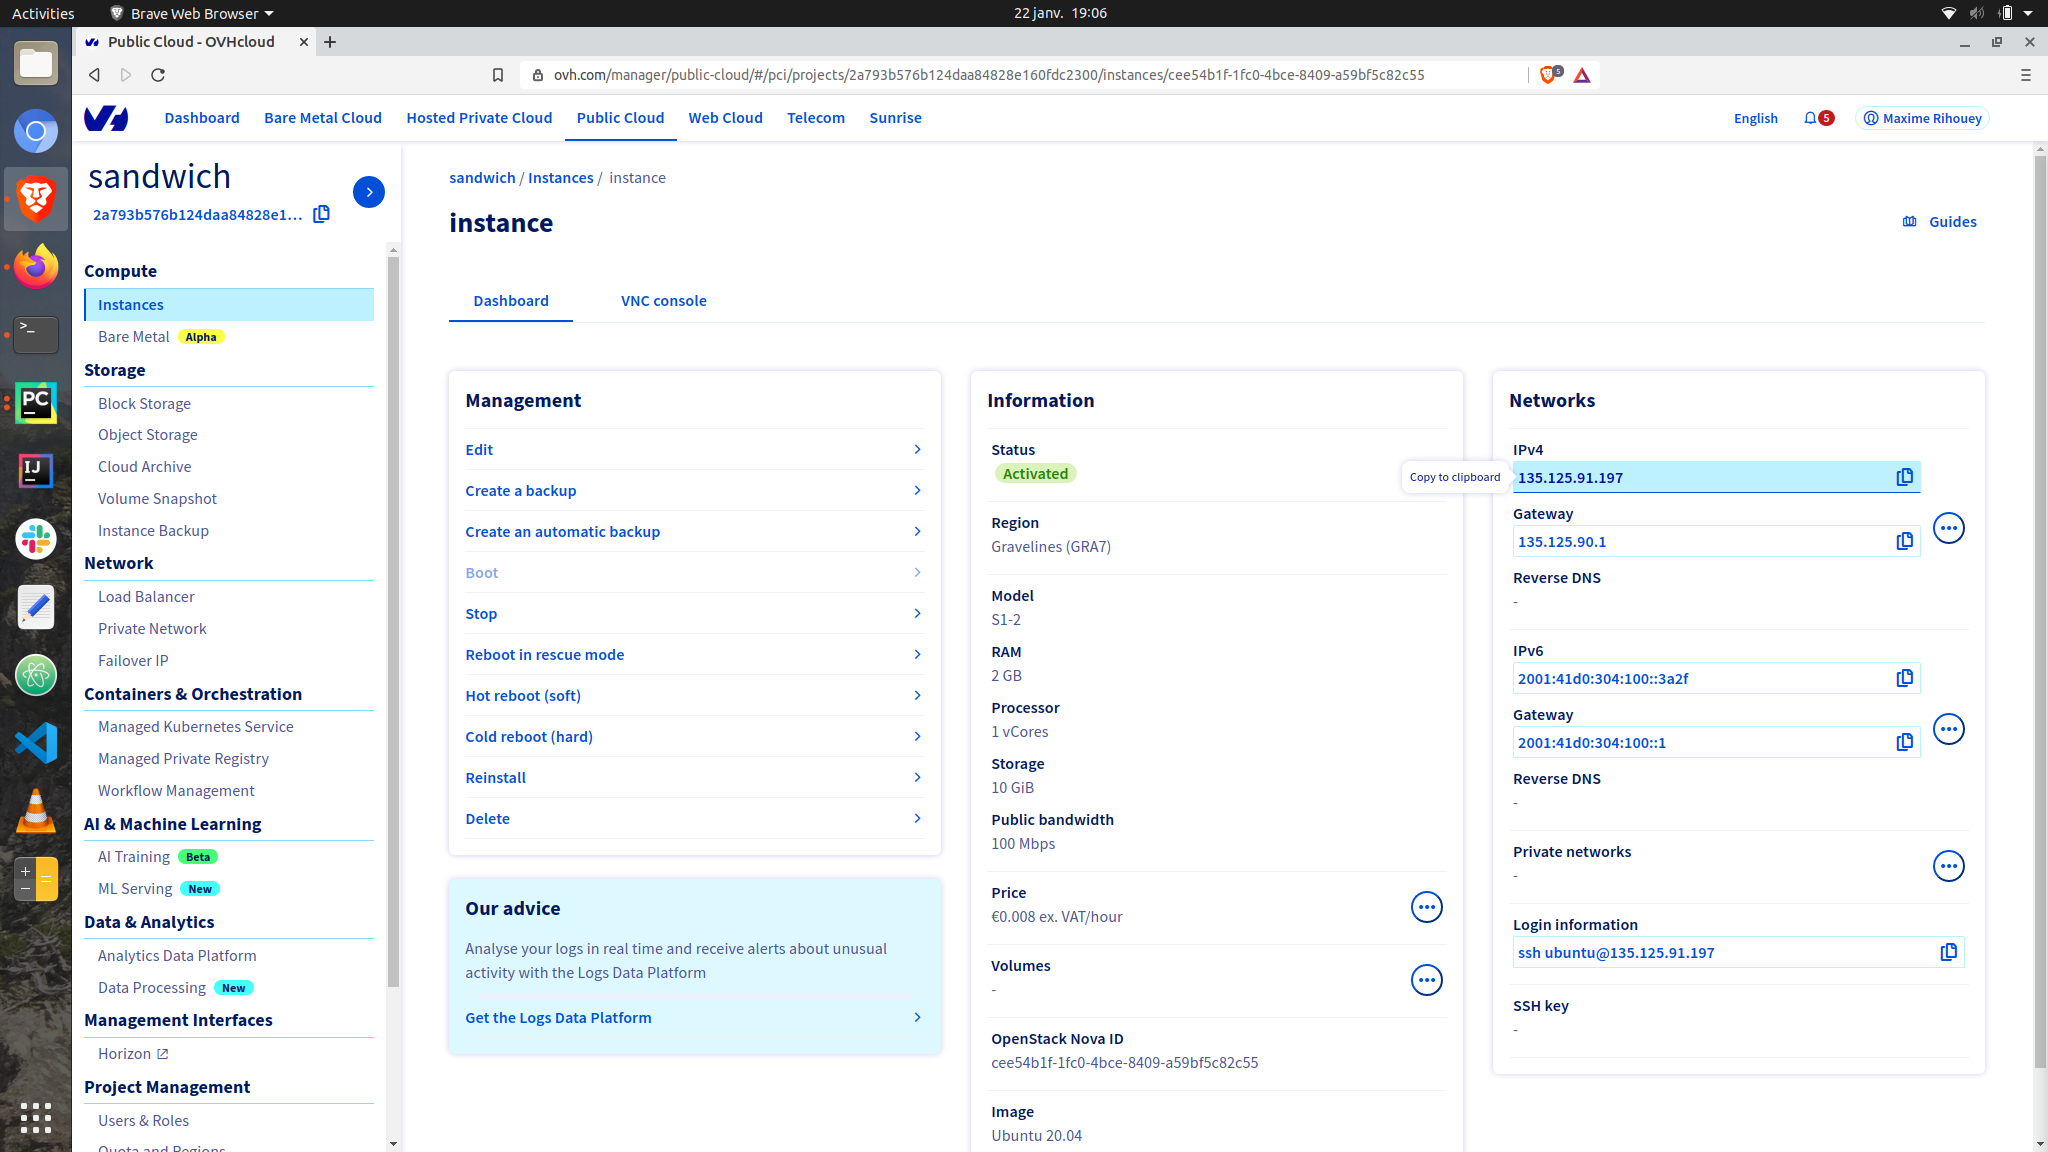 Activities
Brave Web Browser
22 janv. 19:06
Public Cloud - OVHcloud
ovh.com/manager/public-cloud/#/pci/projects/2a793b576b124daa84828e160fdc2300/instances/cee54b1f-1fc0-4bce-8409-a59bf5c82c55
5
Dashboard
Bare Metal Cloud
Hosted Private Cloud
Public Cloud
Web Cloud
Telecom
Sunrise
English
5
Maxime Rihouey
sandwich
2a793b576b124daa84828e1...
Compute
Instances
Bare Metal Alpha
Storage
Block Storage
Object Storage
Cloud Archive
Volume Snapshot
Instance Backup
Network
Load Balancer
Private Network
Failover IP
Containers & Orchestration
Managed Kubernetes Service
Managed Private Registry
Workflow Management
AI & Machine Learning
AI Training Beta
ML Serving New
Data & Analytics
Analytics Data Platform
Data Processing New
Management Interfaces
Horizon
Project Management
Users & Roles
Quota and Regions
sandwich / Instances / instance
instance
Guides
Dashboard
VNC console
Management
Edit
Create a backup
Create an automatic backup
Boot
Stop
Reboot in rescue mode
Hot reboot (soft)
Cold reboot (hard)
Reinstall
Delete
Our advice
Analyse your logs in real time and receive alerts about unusual
activity with the Logs Data Platform
Get the Logs Data Platform
Information
Status
Activated
Region
Gravelines (GRA7)
Model
S1-2
RAM
2 GB
Processor
1 vCores
Storage
10 GiB
Public bandwidth
100 Mbps
Price
€0.008 ex. VAT/hour
Volumes
-
OpenStack Nova ID
cee54b1f-1fc0-4bce-8409-a59bf5c82c55
Image
Ubuntu 20.04
Networks
IPv4
Copy to clipboard
135.125.91.197
Gateway
135.125.90.1
Reverse DNS
-
IPv6
2001:41d0:304:100::3a2f
Gateway
2001:41d0:304:100::1
Reverse DNS
-
Private networks
-
Login information
ssh ubuntu@135.125.91.197
SSH key
-
PC
IJ